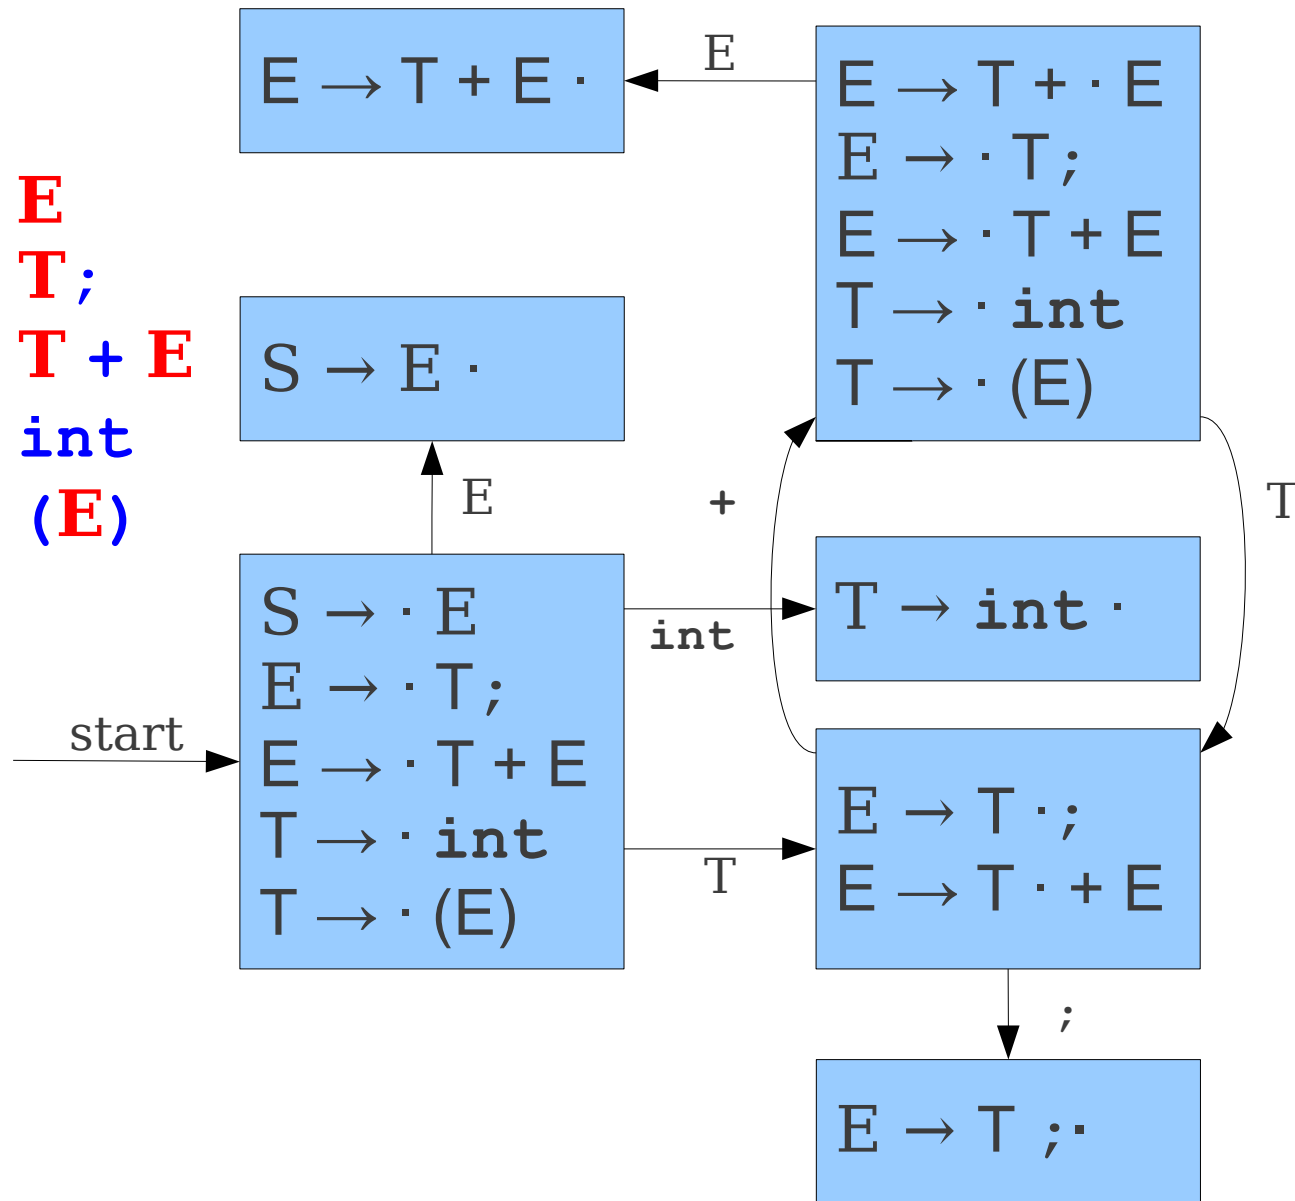 E → T + E ·
E
E → T + · E
E → · T ;
E → · T + E
T → · int
T → · (E)
E
T ;
T + E
int
(E)
S → E ·
E
+
T
S → · E
E → · T ;
E → · T + E
T → · int
T → · (E)
start
int
T → int ·
T
E → T · ;
E → T · + E
;
E → T ; ·